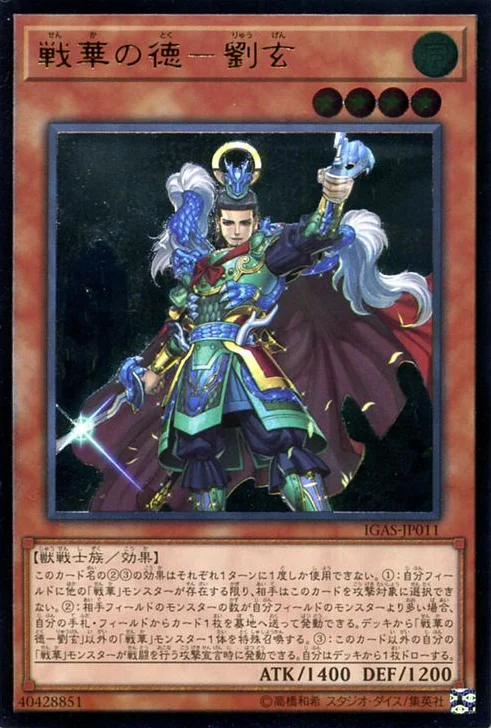 戦華の徳－劉玄
IGAS-JP011
【獣戦士族／効果】
このカード名の②③の効果はそれぞれ1ターンに1度しか使用できない。①：自分フィー
ルドに他の「戦華」モンスターが存在する限り、相手はこのカードを攻撃対象に選択で
きない。②：相手フィールドのモンスターの数が自分フィールドのモンスターより多い場合、
自分の手札・フィールドからカード1枚を墓地へ送って発動できる。デッキから「戦華の
徳－劉玄」以外の「戦華」モンスター1体を特殊召喚する。③：このカード以外の自分の
「戦華」モンスターが戦闘を行う攻撃宣言時に発動できる。自分はデッキから1枚ドローする。
ATK/1400 DEF/1200
40428851
©高橋和希 スタジオ・ダイス/集英社